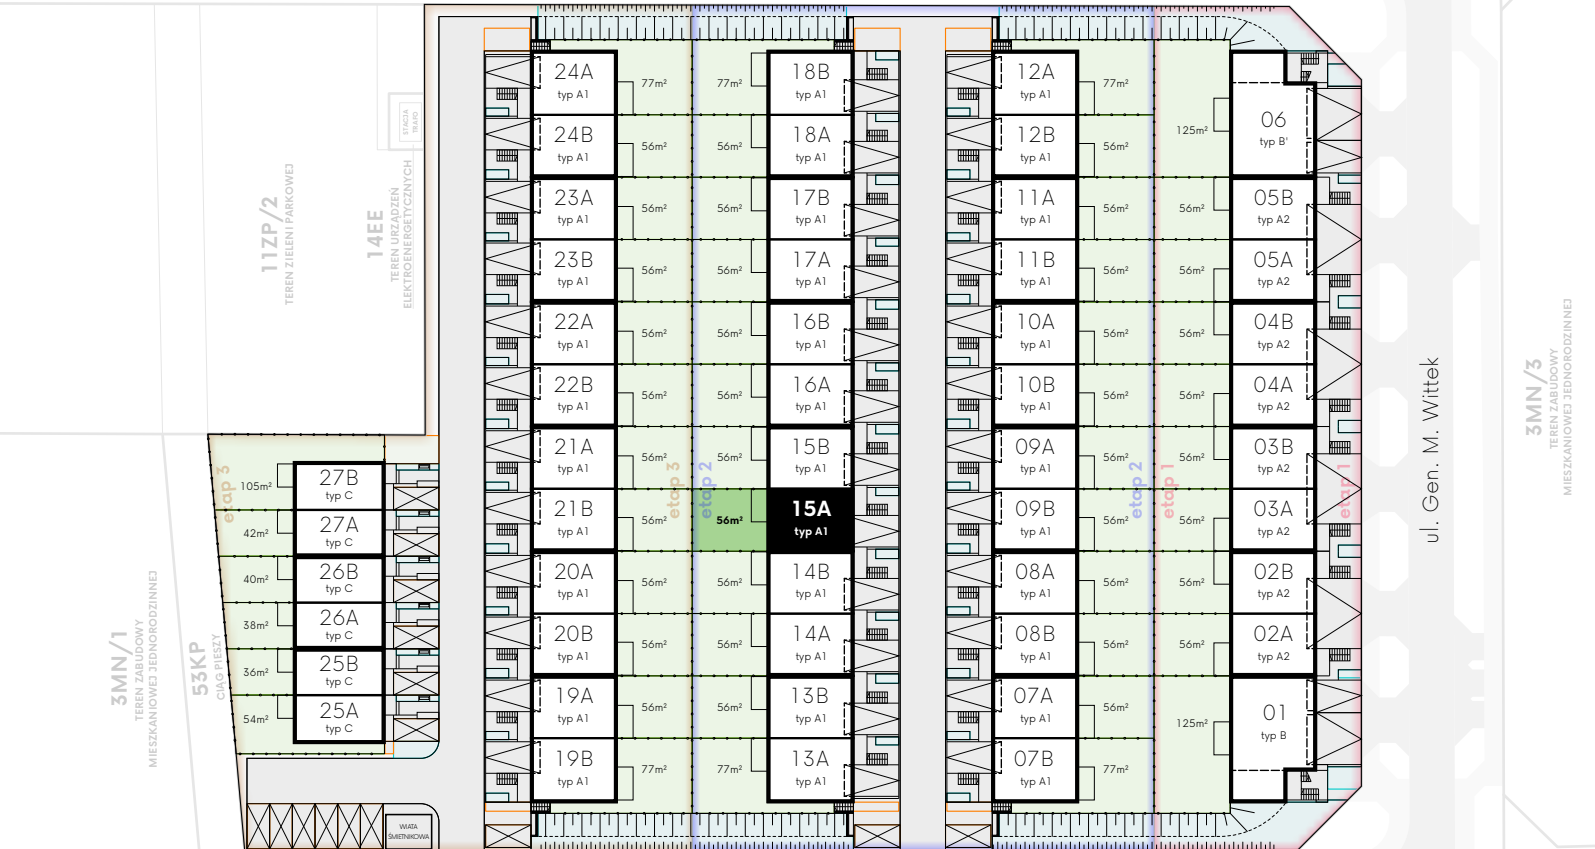 24A
typ A1
77m²
24B
typ A1
56m²
23A
typ A1
56m²
23B
typ A1
56m²
22A
typ A1
56m²
22B
typ A1
56m²
21A
typ A1
56m²
21B
typ A1
56m²
20A
typ A1
56m²
20B
typ A1
56m²
19A
typ A1
56m²
19B
typ A1
77m²
etap 3
etap 2
77m²
18B
typ A1
56m²
18A
typ A1
56m²
17B
typ A1
56m²
17A
typ A1
56m²
16B
typ A1
56m²
16A
typ A1
56m²
15B
typ A1
56m²
15A
typ A1
56m²
14B
typ A1
56m²
14A
typ A1
56m²
13B
typ A1
77m²
13A
typ A1
12A
typ A1
77m²
12B
typ A1
56m²
11A
typ A1
56m²
11B
typ A1
56m²
10A
typ A1
56m²
10B
typ A1
56m²
09A
typ A1
56m²
09B
typ A1
56m²
08A
typ A1
56m²
08B
typ A1
56m²
07A
typ A1
56m²
07B
typ A1
77m²
etap 2
etap 1
125m²
06
typ B'
56m²
05B
typ A2
56m²
05A
typ A2
56m²
04B
typ A2
56m²
04A
typ A2
56m²
03B
typ A2
56m²
03A
typ A2
56m²
02B
typ A2
56m²
02A
typ A2
125m²
01
typ B
etap 1
ul. Gen. M. Wittek
3MN/3
TEREN ZABUDOWY
MIESZKANIOWEJ JEDNORODZINNEJ
11ZP/2
TEREN ZIELENI PARKOWEJ
14EE
TEREN URZĄDZEŃ
ELEKTROENERGETYCZNYCH
STACJA
TRAFO
etap 3
105m²
27B
typ C
42m²
27A
typ C
40m²
26B
typ C
38m²
26A
typ C
36m²
25B
typ C
54m²
25A
typ C
3MN/1
TEREN ZABUDOWY
MIESZKANIOWEJ JEDNORODZINNEJ
53KP
CIĄG PIESZY
WIATA
ŚMIETNIKOWA